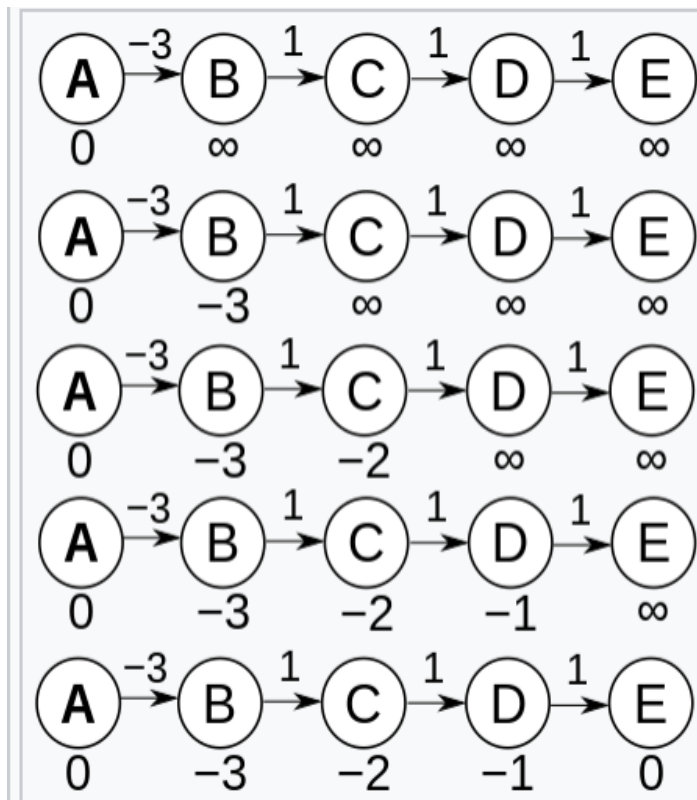 −3 1 1 1
A B C D E
0 ∞ ∞ ∞ ∞
−3 1 1 1
A B C D E
0 −3 ∞ ∞ ∞
−3 1 1 1
A B C D E
0 −3 −2 ∞ ∞
−3 1 1 1
A B C D E
0 −3 −2 −1 ∞
−3 1 1 1
A B C D E
0 −3 −2 −1 0